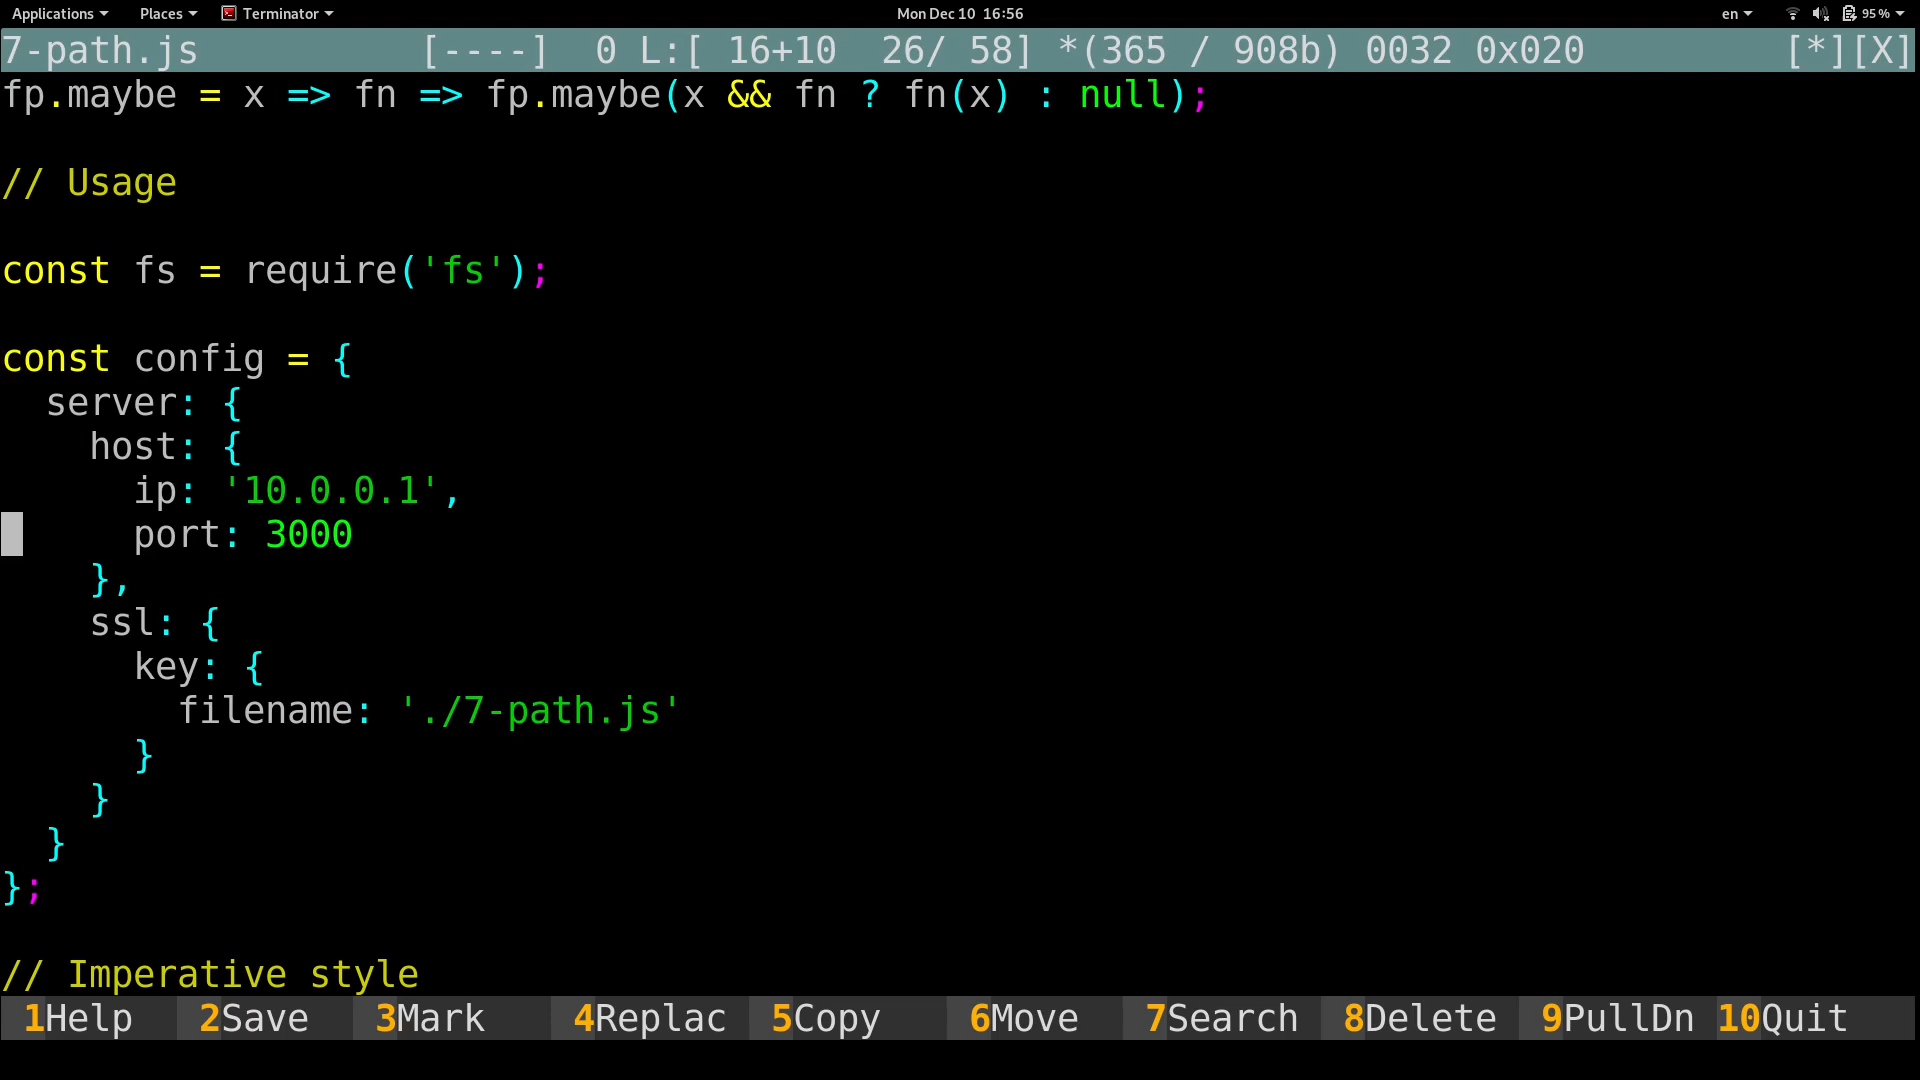 Applications Places Terminator Mon Dec 10 16:56 en 95%
7-path.js [----] 0 L:[ 16+10 26/ 58] *(365 / 908b) 0032 0x020 [*][X]
fp.maybe = x => fn => fp.maybe(x && fn ? fn(x) : null);

// Usage

const fs = require('fs');

const config = {
  server: {
    host: {
      ip: '10.0.0.1',
      port: 3000
    },
    ssl: {
      key: {
        filename: './7-path.js'
      }
    }
  }
};

// Imperative style
1Help 2Save 3Mark 4Replac 5Copy 6Move 7Search 8Delete 9PullDn 10Quit